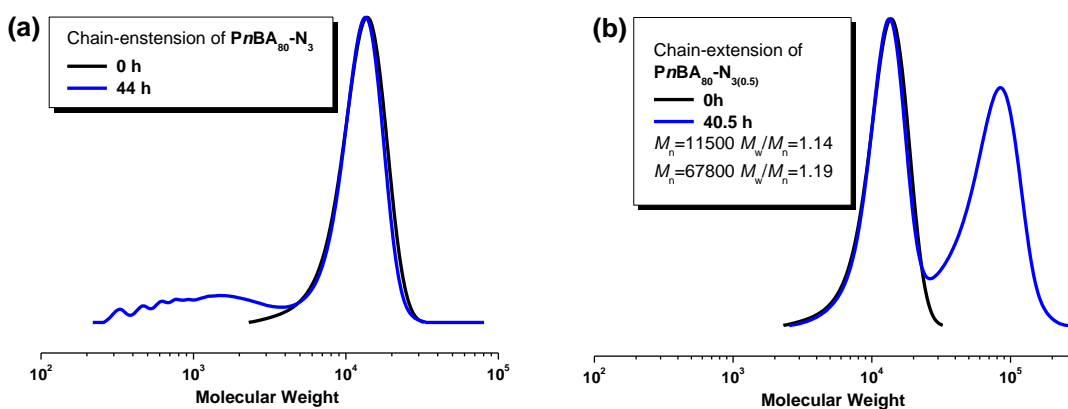 (a)
Chain-enstension of PnBA80-N3
0 h
44 h
10^2 10^3 10^4 10^5
Molecular Weight
(b)
Chain-extension of
PnBA80-N3(0.5)
0h
40.5 h
Mn=11500 Mw/Mn=1.14
Mn=67800 Mw/Mn=1.19
10^2 10^3 10^4 10^5
Molecular Weight